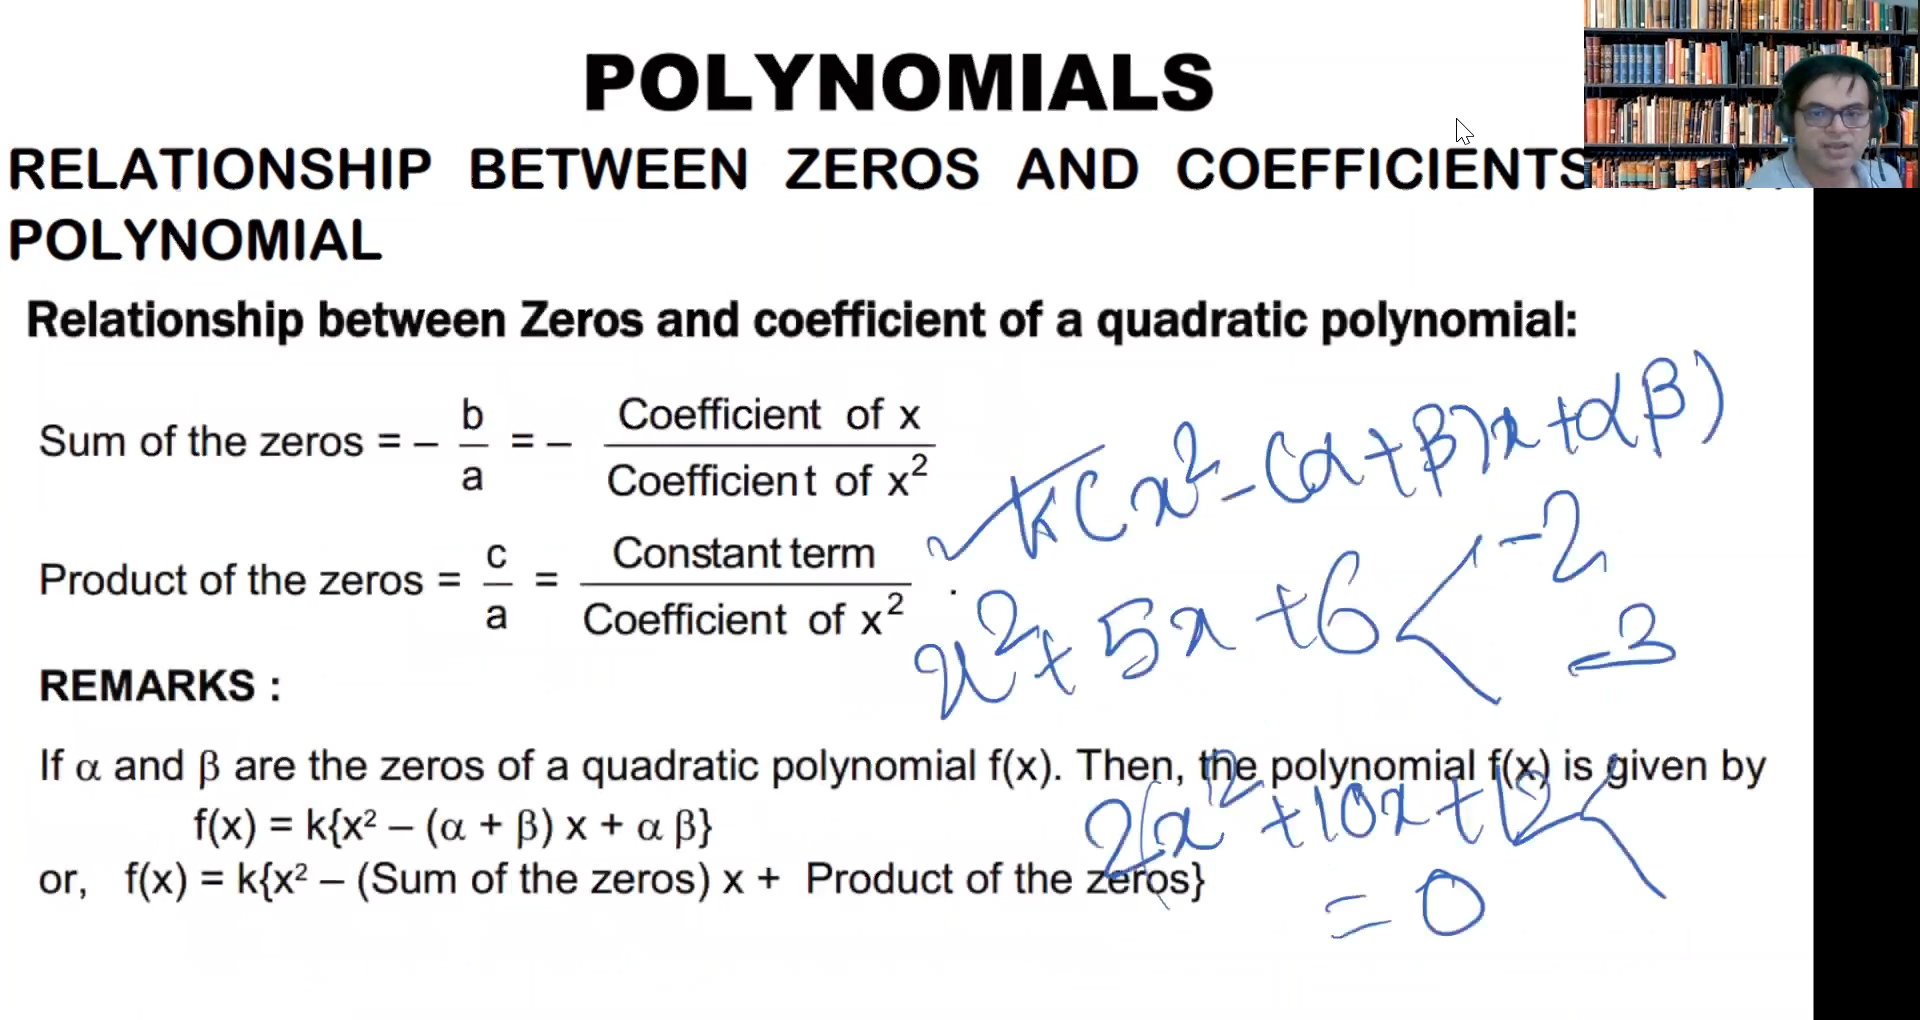 POLYNOMIALS
RELATIONSHIP BETWEEN ZEROS AND COEFFICIENTS
POLYNOMIAL
Relationship between Zeros and coefficient of a quadratic polynomial:
Sum of the zeros = – b/a = – Coefficient of x / Coefficient of x²
k(x² – (α+β)x + αβ)
Product of the zeros = c/a = Constant term / Coefficient of x² .
x² + 5x + 6 < –2
–3
REMARKS :
If α and β are the zeros of a quadratic polynomial f(x). Then, the polynomial f(x) is given by
f(x) = k{x² – (α + β) x + α β}
2(x² + 10x + 12 <
or, f(x) = k{x² – (Sum of the zeros) x + Product of the zeros}
= 0